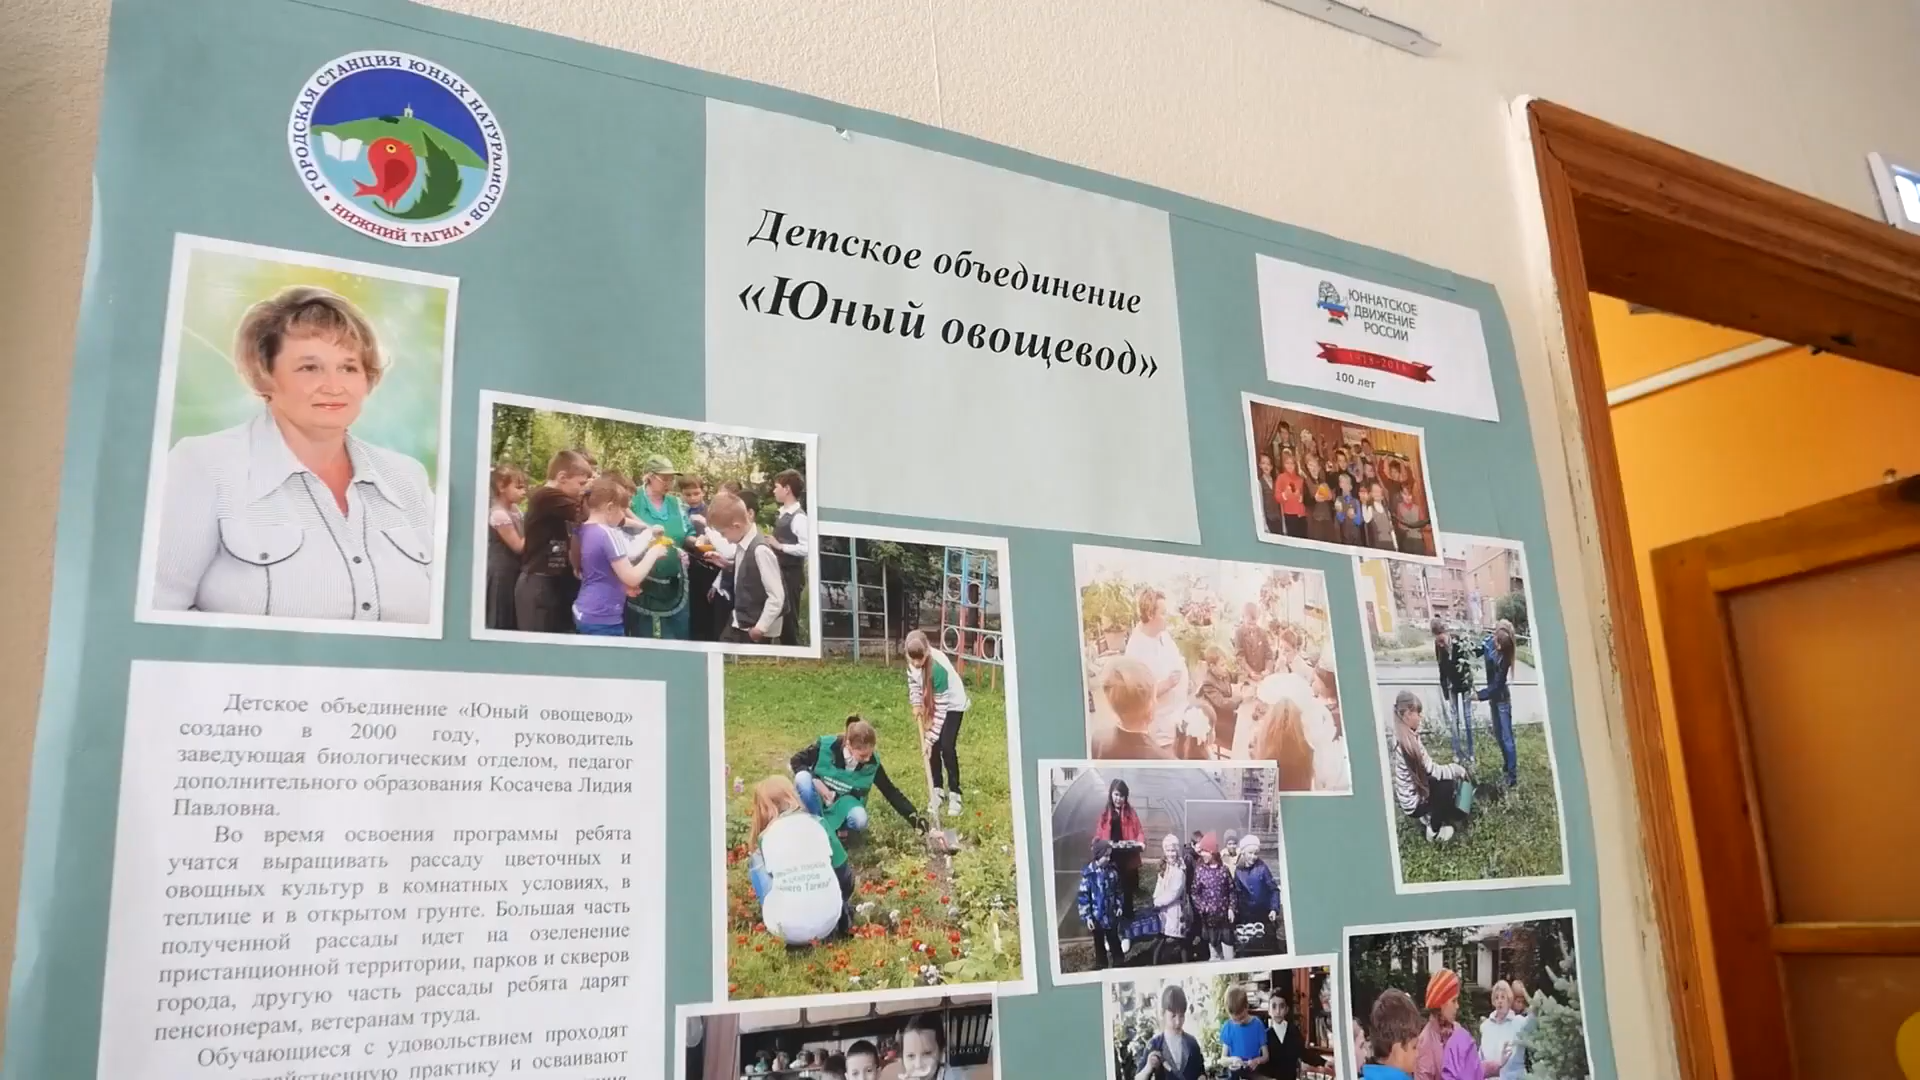 ГОРОДСКАЯ СТАНЦИЯ ЮНЫХ НАТУРАЛИСТОВ
• НИЖНИЙ ТАГИЛ •
Детское объединение
«Юный овощевод»
ЮННАТСКОЕ
ДВИЖЕНИЕ
РОССИИ
1918-2018
100 лет
Детское объединение «Юный овощевод»
создано в 2000 году, руководитель
заведующая биологическим отделом, педагог
дополнительного образования Косачева Лидия
Павловна.
Во время освоения программы ребята
учатся выращивать рассаду цветочных и
овощных культур в комнатных условиях, в
теплице и в открытом грунте. Большая часть
полученной рассады идет на озеленение
пристанционной территории, парков и скверов
города, другую часть рассады ребята дарят
пенсионерам, ветеранам труда.
Обучающиеся с удовольствием проходят
практику и осваивают